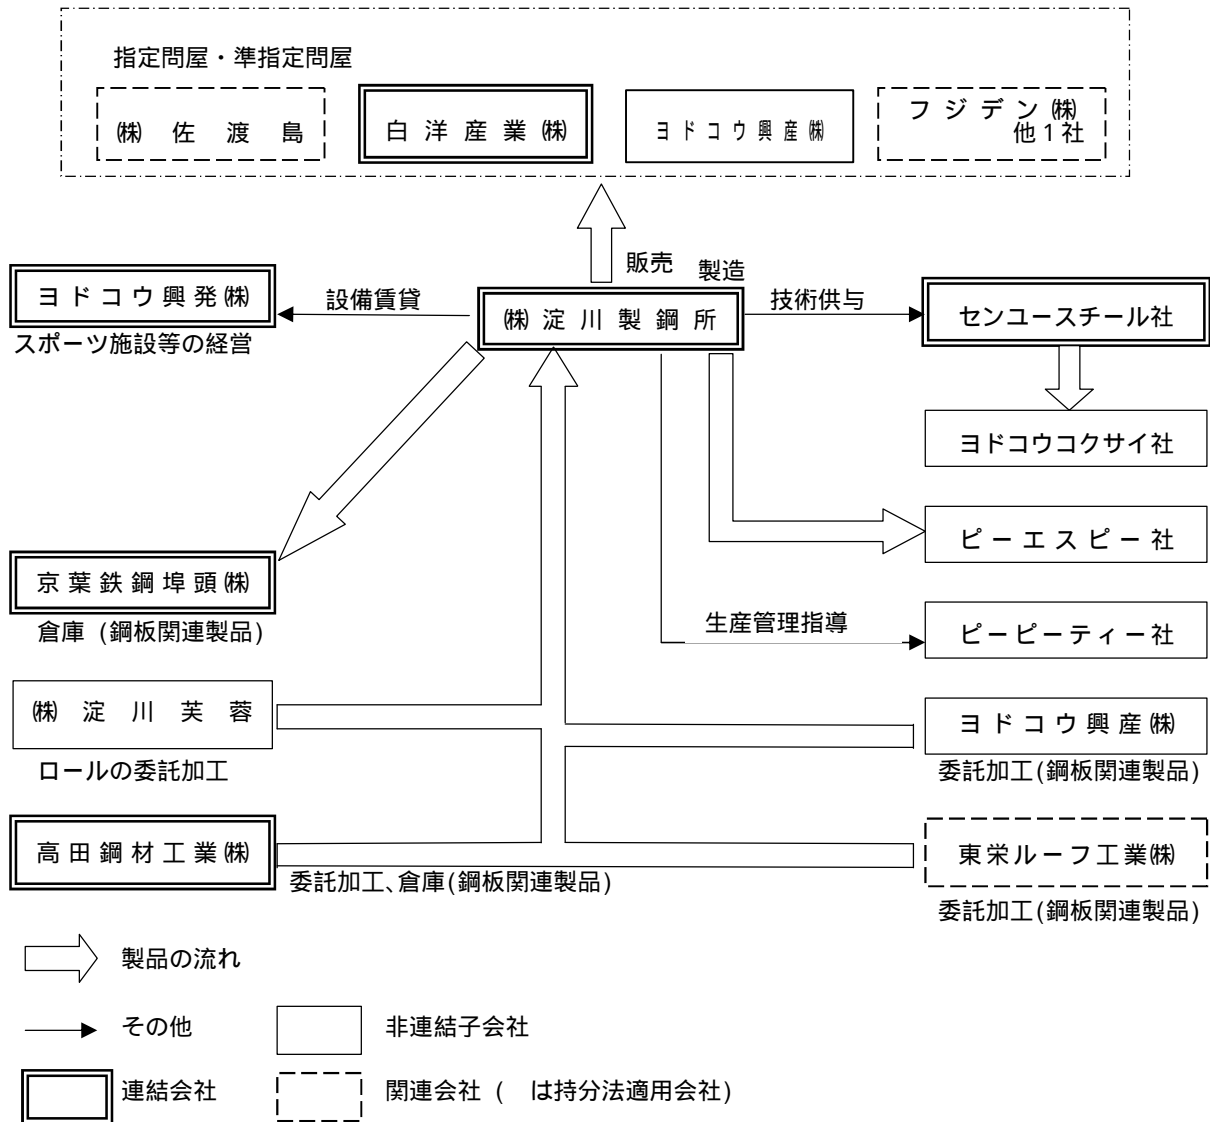 指定問屋・準指定問屋
㈱佐渡島
白洋産業㈱
ヨドコウ興産㈱
フジデン㈱
他1社
販売
製造
ヨドコウ興発㈱
設備賃貸
㈱淀川製鋼所
技術供与
センユースチール社
スポーツ施設等の経営
ヨドコウコクサイ社
ピーエスピー社
京葉鉄鋼埠頭㈱
倉庫 (鋼板関連製品)
生産管理指導
ピーピーティー社
㈱淀川芙蓉
ヨドコウ興産㈱
ロールの委託加工
委託加工(鋼板関連製品)
高田鋼材工業㈱
東栄ルーフ工業㈱
委託加工、倉庫(鋼板関連製品)
委託加工(鋼板関連製品)
製品の流れ
その他
非連結子会社
連結会社
関連会社 ( は持分法適用会社)